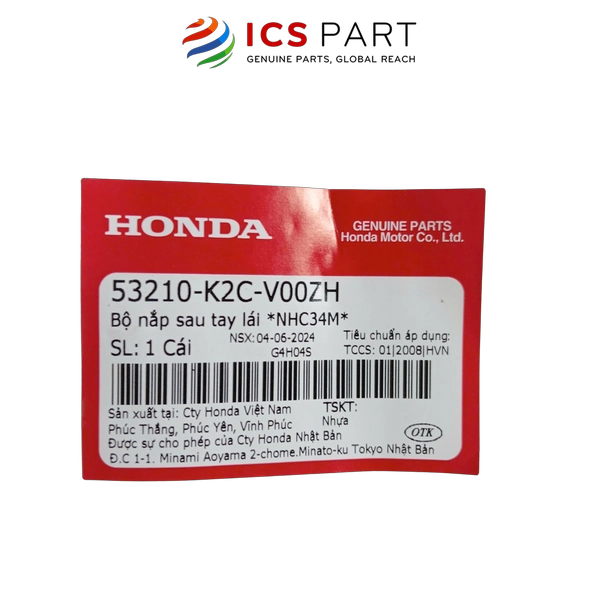 ICS PART
GENUINE PARTS, GLOBAL REACH
HONDA
GENUINE PARTS
Honda Motor Co., Ltd.
53210-K2C-V00ZH
Bộ nắp sau tay lái *NHC34M*
SL: 1 Cái
NSX: 04-06-2024
G4H04S
Tiêu chuẩn áp dụng:
TCCS: 01|2008|HVN
Sản xuất tại: Cty Honda Việt Nam
Phúc Thắng, Phúc Yên, Vĩnh Phúc
TSKT:
Nhựa
Được sự cho phép của Cty Honda Nhật Bản
Đ.C 1-1. Minami Aoyama 2-chome.Minato-ku Tokyo Nhật Bản
OTK